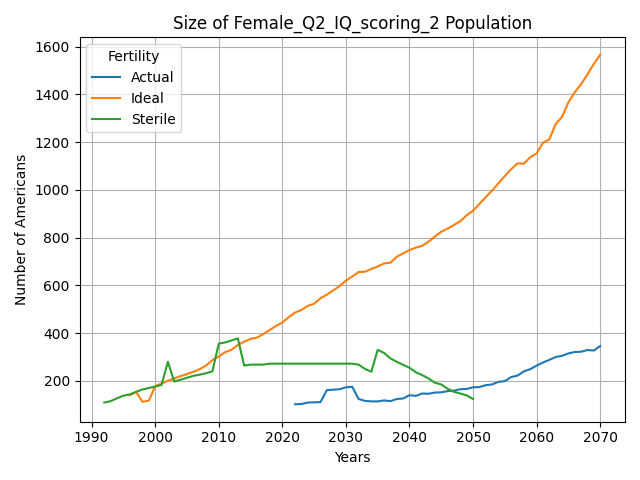 Size of Female_Q2_IQ_scoring_2 Population
Number of Americans
1600
1400
1200
1000
800
600
400
200
Fertility
Actual
Ideal
Sterile
1990 2000 2010 2020 2030 2040 2050 2060 2070
Years